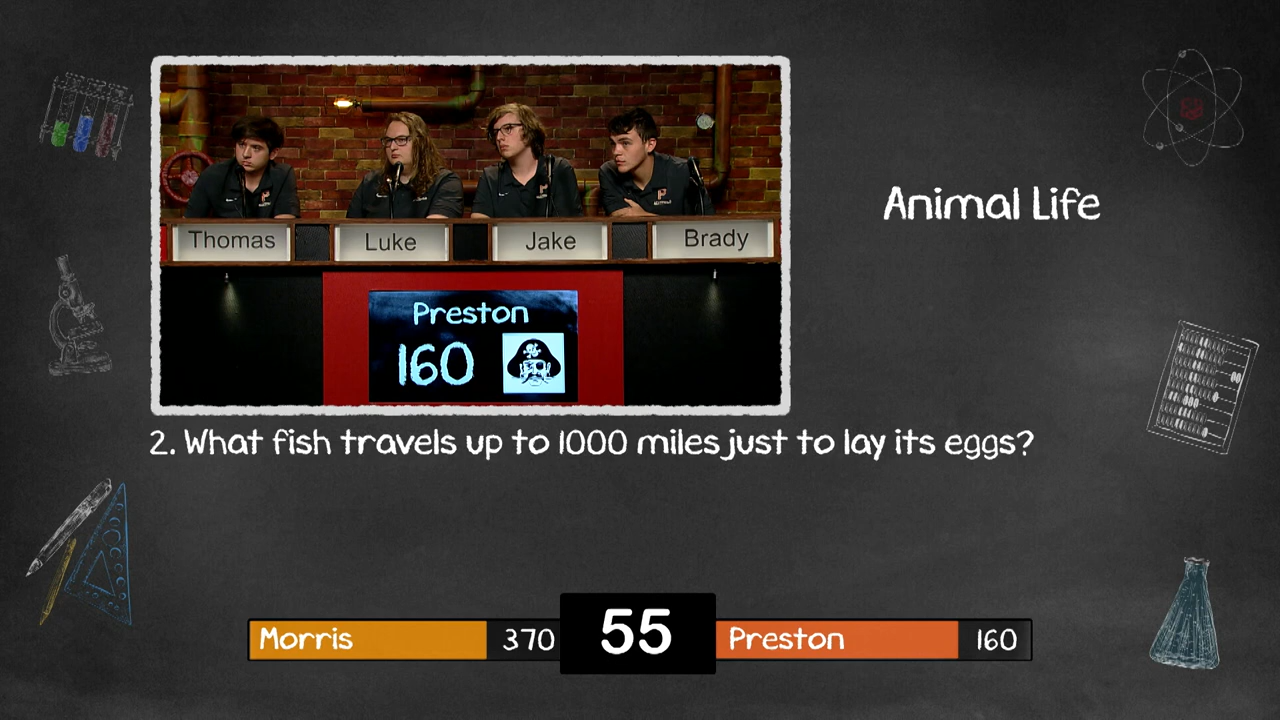 Animal Life
Thomas
Luke
Jake
Brady
Preston
160
2. What fish travels up to 1000 miles just to lay its eggs?
Morris
370
55
Preston
160